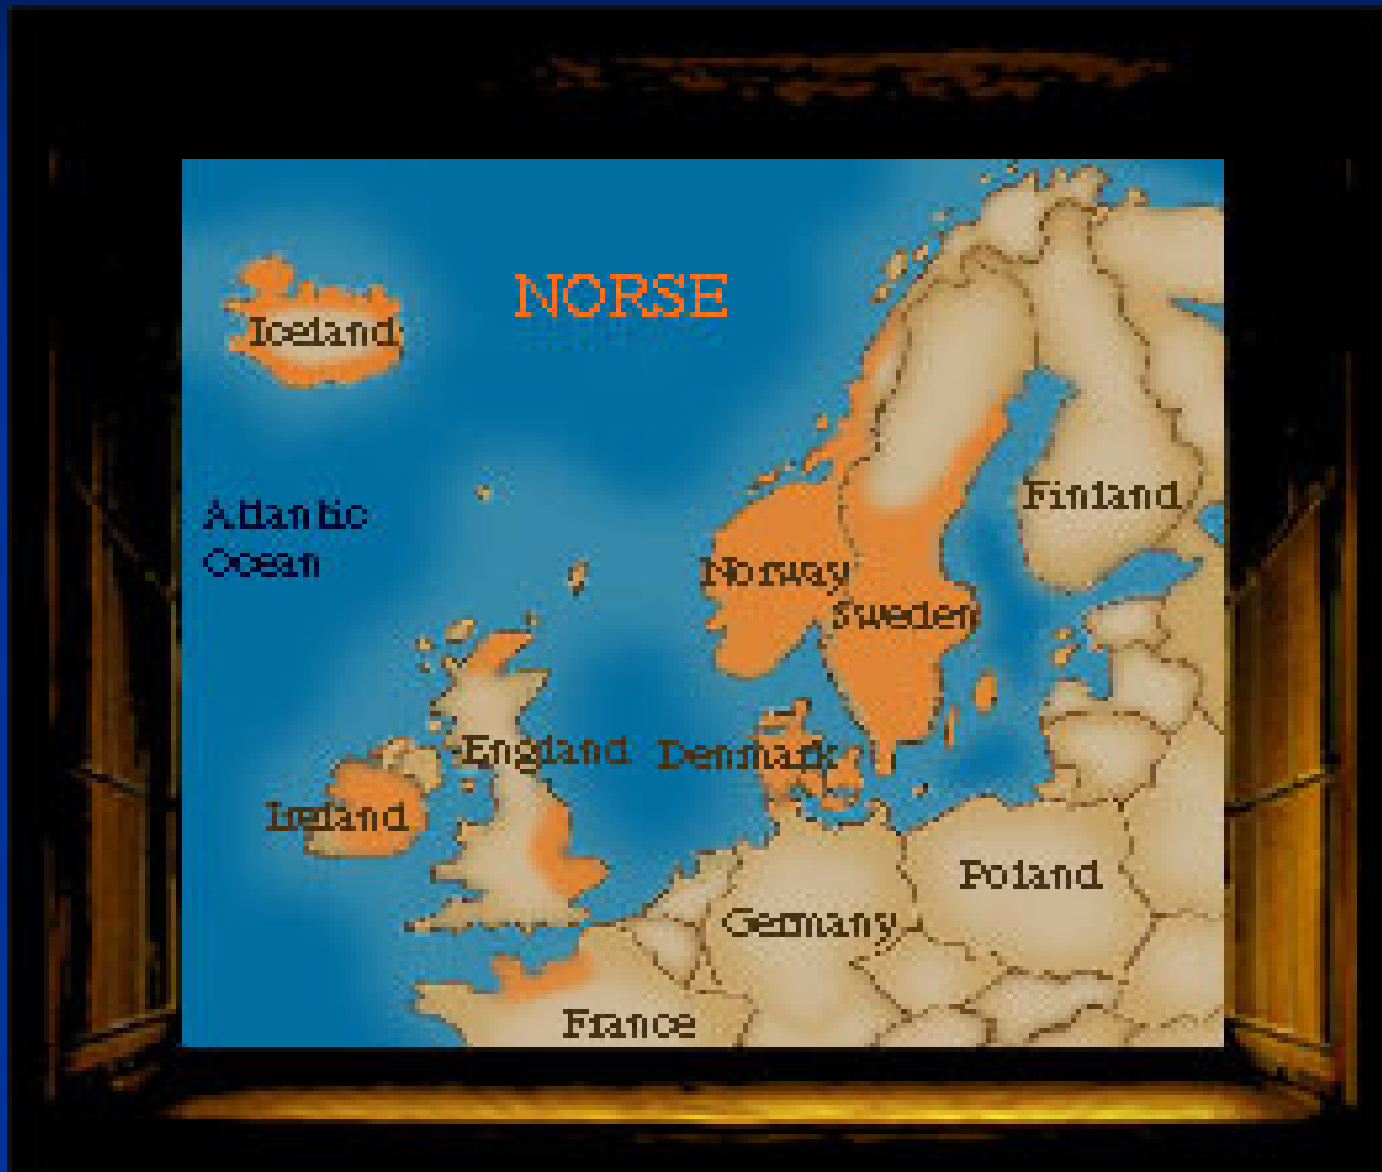 NORSE
Iceland
Atlantic
Ocean
Finland
Norway
Sweden
England
Denmark
Ireland
Poland
Germany
France